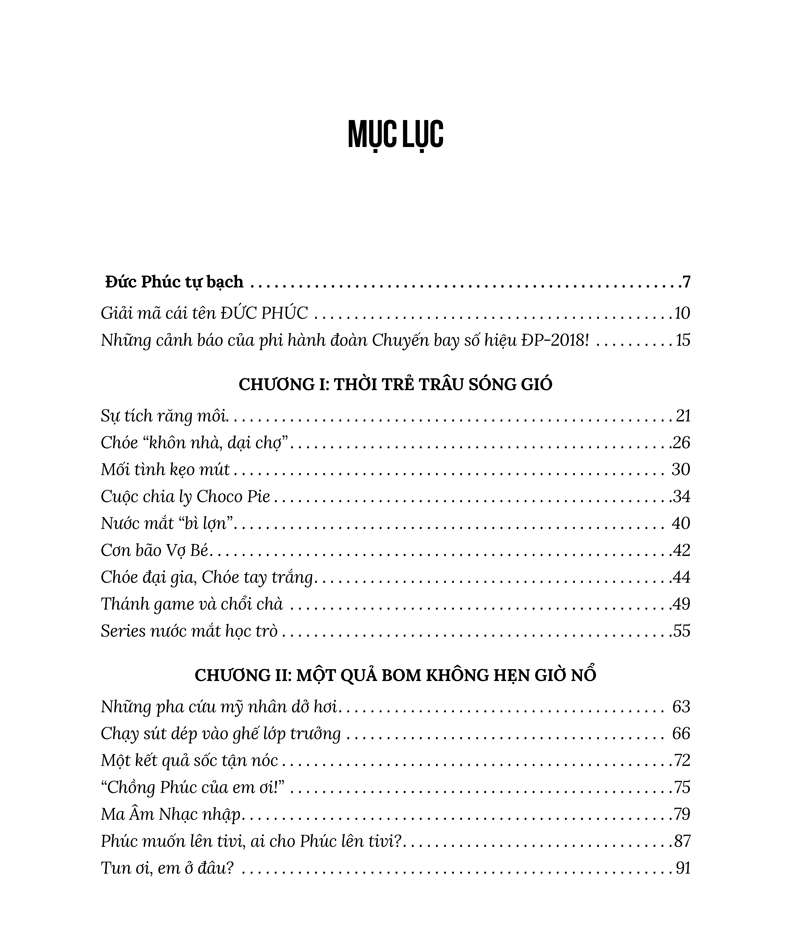 MỤC LỤC
Đức Phúc tự bạch . . . . . . . . . . . . . . . . . . . . . . . . . . . . . . . . . . . . . . . . . . . . . . . . . . . . . .7
Giải mã cái tên ĐỨC PHÚC . . . . . . . . . . . . . . . . . . . . . . . . . . . . . . . . . . . . . . . . . . . . .10
Những cảnh báo của phi hành đoàn Chuyến bay số hiệu ĐP-2018! . . . . . . . . . . 15
CHƯƠNG I: THỜI TRẺ TRÂU SÓNG GIÓ
Sự tích răng môi. . . . . . . . . . . . . . . . . . . . . . . . . . . . . . . . . . . . . . . . . . . . . . . . . . . . . . . . 21
Chóe “khôn nhà, dại chợ”. . . . . . . . . . . . . . . . . . . . . . . . . . . . . . . . . . . . . . . . . . . . . . . .26
Mối tình kẹo mút . . . . . . . . . . . . . . . . . . . . . . . . . . . . . . . . . . . . . . . . . . . . . . . . . . . . . . 30
Cuộc chia ly Choco Pie . . . . . . . . . . . . . . . . . . . . . . . . . . . . . . . . . . . . . . . . . . . . . . . . . .34
Nước mắt “bì lợn”. . . . . . . . . . . . . . . . . . . . . . . . . . . . . . . . . . . . . . . . . . . . . . . . . . . . . . 40
Cơn bão Vợ Bé. . . . . . . . . . . . . . . . . . . . . . . . . . . . . . . . . . . . . . . . . . . . . . . . . . . . . . . . . .42
Chóe đại gia, Chóe tay trắng. . . . . . . . . . . . . . . . . . . . . . . . . . . . . . . . . . . . . . . . . . . . .44
Thánh game và chổi chà . . . . . . . . . . . . . . . . . . . . . . . . . . . . . . . . . . . . . . . . . . . . . . . .49
Series nước mắt học trò . . . . . . . . . . . . . . . . . . . . . . . . . . . . . . . . . . . . . . . . . . . . . . . . .55
CHƯƠNG II: MỘT QUẢ BOM KHÔNG HẸN GIỜ NỔ
Những pha cứu mỹ nhân dở hơi. . . . . . . . . . . . . . . . . . . . . . . . . . . . . . . . . . . . . . . . . 63
Chạy sút dép vào ghế lớp trưởng . . . . . . . . . . . . . . . . . . . . . . . . . . . . . . . . . . . . . . . . 66
Một kết quả sốc tận nóc . . . . . . . . . . . . . . . . . . . . . . . . . . . . . . . . . . . . . . . . . . . . . . . . .72
“Chồng Phúc của em ơi!” . . . . . . . . . . . . . . . . . . . . . . . . . . . . . . . . . . . . . . . . . . . . . . . .75
Ma Âm Nhạc nhập. . . . . . . . . . . . . . . . . . . . . . . . . . . . . . . . . . . . . . . . . . . . . . . . . . . . . .79
Phúc muốn lên tivi, ai cho Phúc lên tivi?. . . . . . . . . . . . . . . . . . . . . . . . . . . . . . . . . .87
Tun ơi, em ở đâu? . . . . . . . . . . . . . . . . . . . . . . . . . . . . . . . . . . . . . . . . . . . . . . . . . . . . . . 91